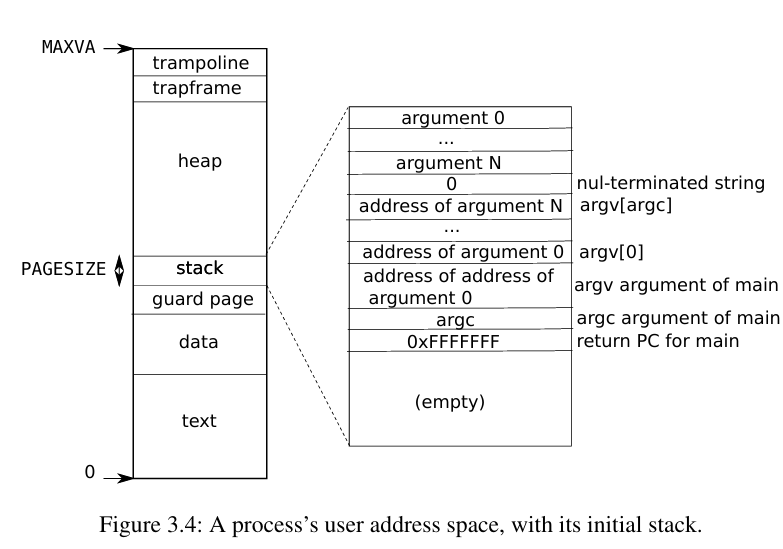 MAXVA
trampoline
trapframe
heap
PAGESIZE
stack
guard page
data
text
0
argument 0
...
argument N
0
nul-terminated string
address of argument N
argv[argc]
...
address of argument 0
argv[0]
address of address of
argument 0
argv argument of main
argc
argc argument of main
0xFFFFFFF
return PC for main
(empty)
Figure 3.4: A process’s user address space, with its initial stack.